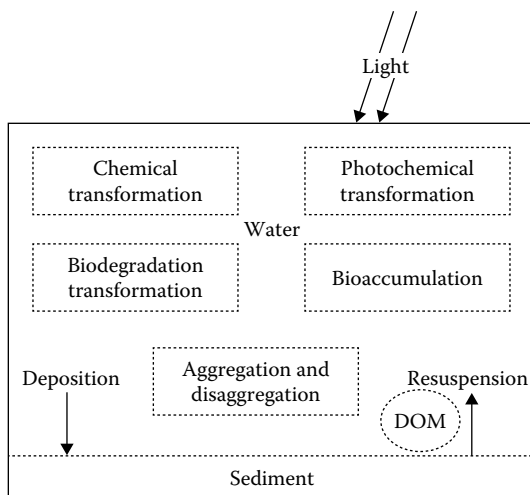 Light
Chemical
transformation
Photochemical
transformation
Water
Biodegradation
transformation
Bioaccumulation
Deposition
Aggregation and
disaggregation
Resuspension
DOM
Sediment